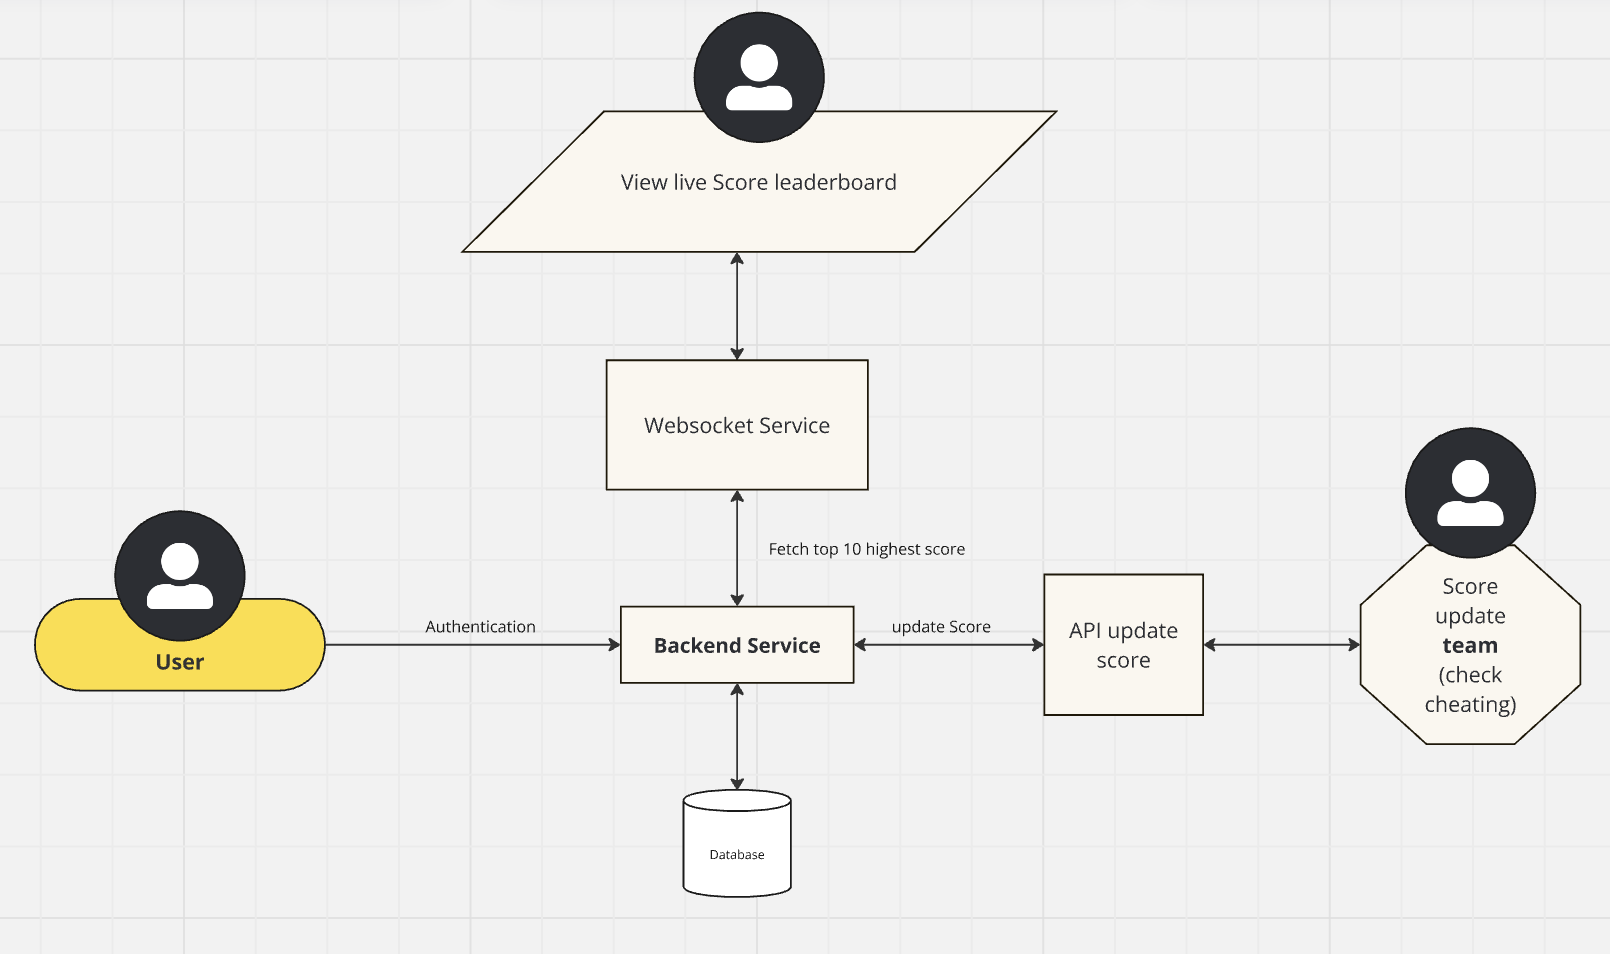 View live Score leaderboard
Websocket Service
Fetch top 10 highest score
User
Authentication
Backend Service
update Score
API update
score
Score
update
team
(check
cheating)
Database